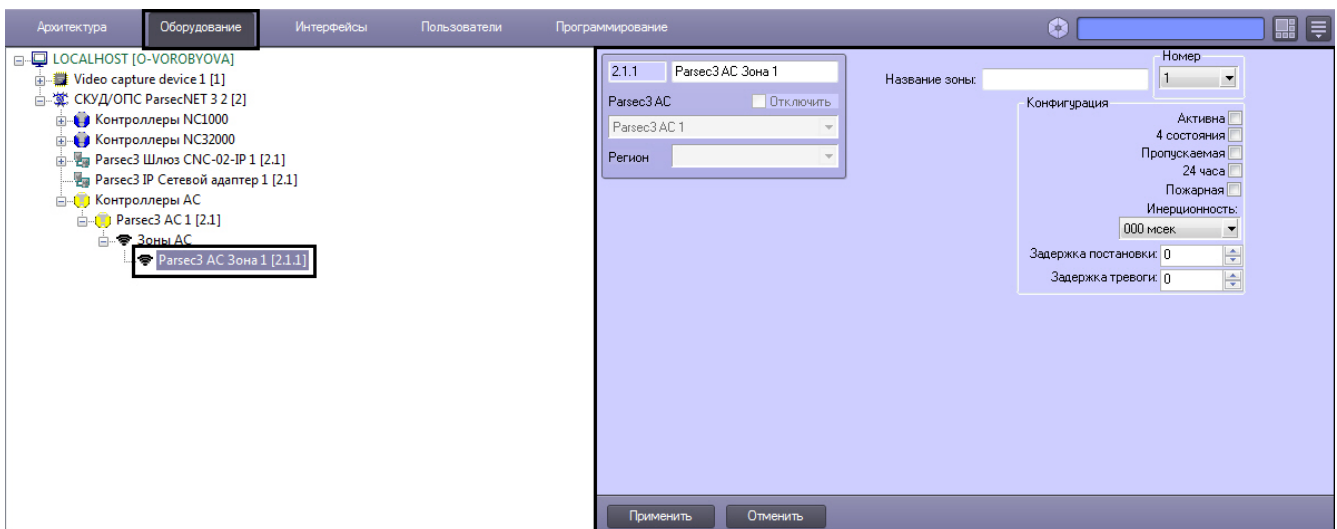 Архитектура Оборудование Интерфейсы Пользователи Программирование
LOCALHOST [O-VOROBYOVA]
Video capture device 1 [1]
СКУД/ОПС ParsecNET 3 2 [2]
Контроллеры NC1000
Контроллеры NC32000
Parsec3 Шлюз CNC-02-IP 1 [2.1]
Parsec3 IP Сетевой адаптер 1 [2.1]
Контроллеры AC
Parsec3 AC 1 [2.1]
Зоны AC
Parsec3 AC Зона 1 [2.1.1]
2.1.1 Parsec3 AC Зона 1
Parsec3 AC Отключить
Parsec3 AC 1
Регион
Название зоны:
Номер
1
Конфигурация
Активна
4 состояния
Пропускаемая
24 часа
Пожарная
Инерционность:
000 мсек
Задержка постановки: 0
Задержка тревоги: 0
Применить Отменить